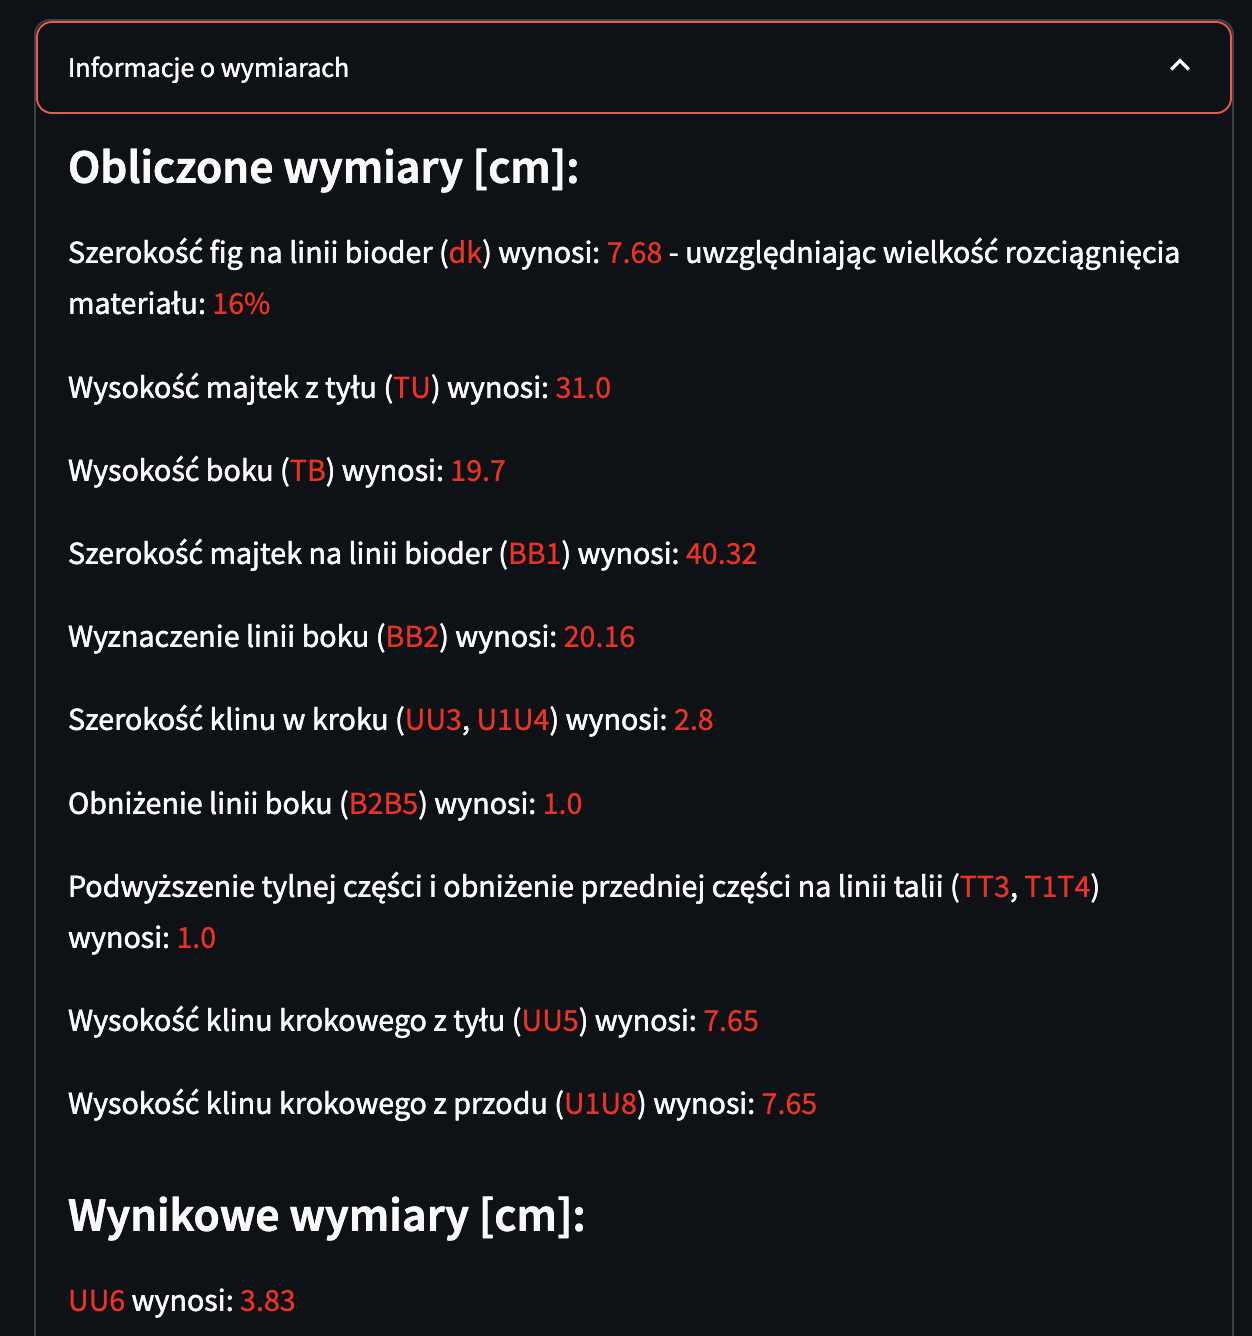 Informacje o wymiarach
Obliczone wymiary [cm]:
Szerokość fig na linii bioder (dk) wynosi: 7.68 - uwzględniając wielkość rozciągnięcia
materiału: 16%
Wysokość majtek z tyłu (TU) wynosi: 31.0
Wysokość boku (TB) wynosi: 19.7
Szerokość majtek na linii bioder (BB1) wynosi: 40.32
Wyznaczenie linii boku (BB2) wynosi: 20.16
Szerokość klinu w kroku (UU3, U1U4) wynosi: 2.8
Obniżenie linii boku (B2B5) wynosi: 1.0
Podwyższenie tylnej części i obniżenie przedniej części na linii talii (TT3, T1T4)
wynosi: 1.0
Wysokość klinu krokowego z tyłu (UU5) wynosi: 7.65
Wysokość klinu krokowego z przodu (U1U8) wynosi: 7.65
Wynikowe wymiary [cm]:
UU6 wynosi: 3.83